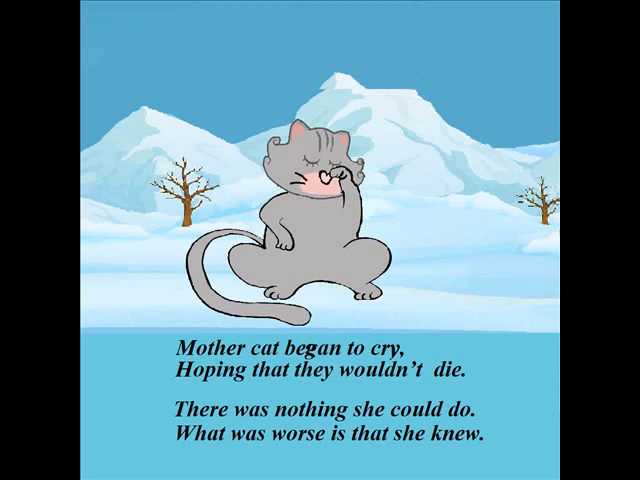 Mother cat began to cry,
Hoping that they wouldn't die.
There was nothing she could do.
What was worse is that she knew.